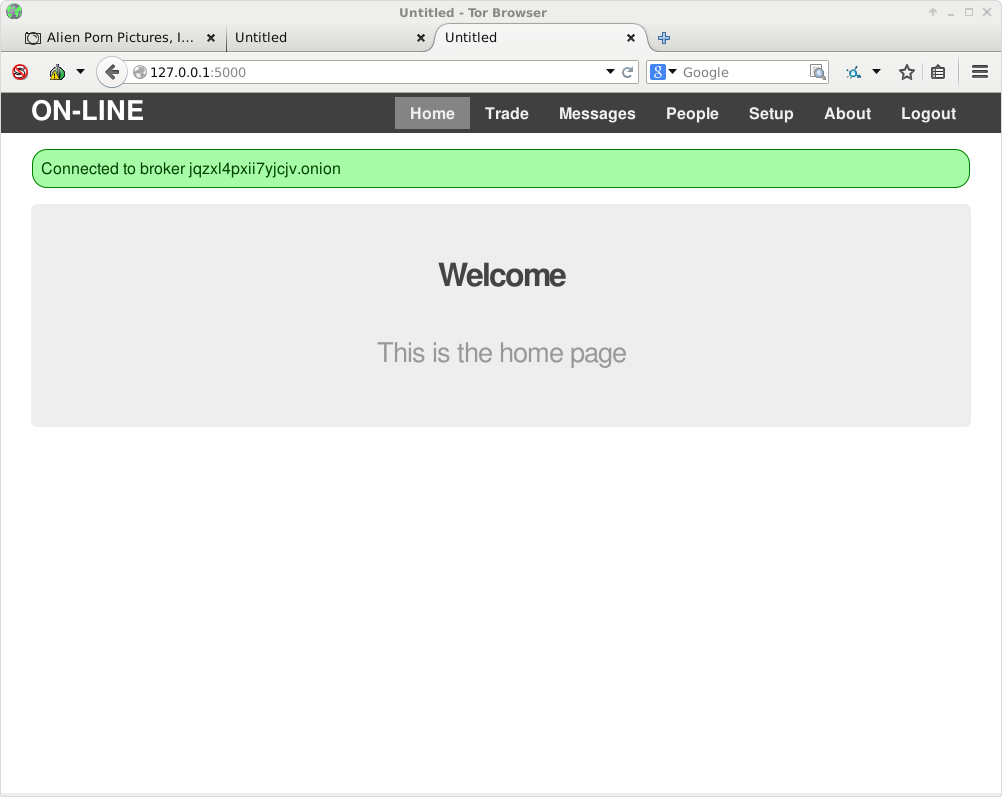 Untitled - Tor Browser
Alien Porn Pictures, I...
Untitled
Untitled
127.0.0.1:5000
Google
ON-LINE
Home Trade Messages People Setup About Logout
Connected to broker jqzxl4pxii7yjcjv.onion
Welcome
This is the home page